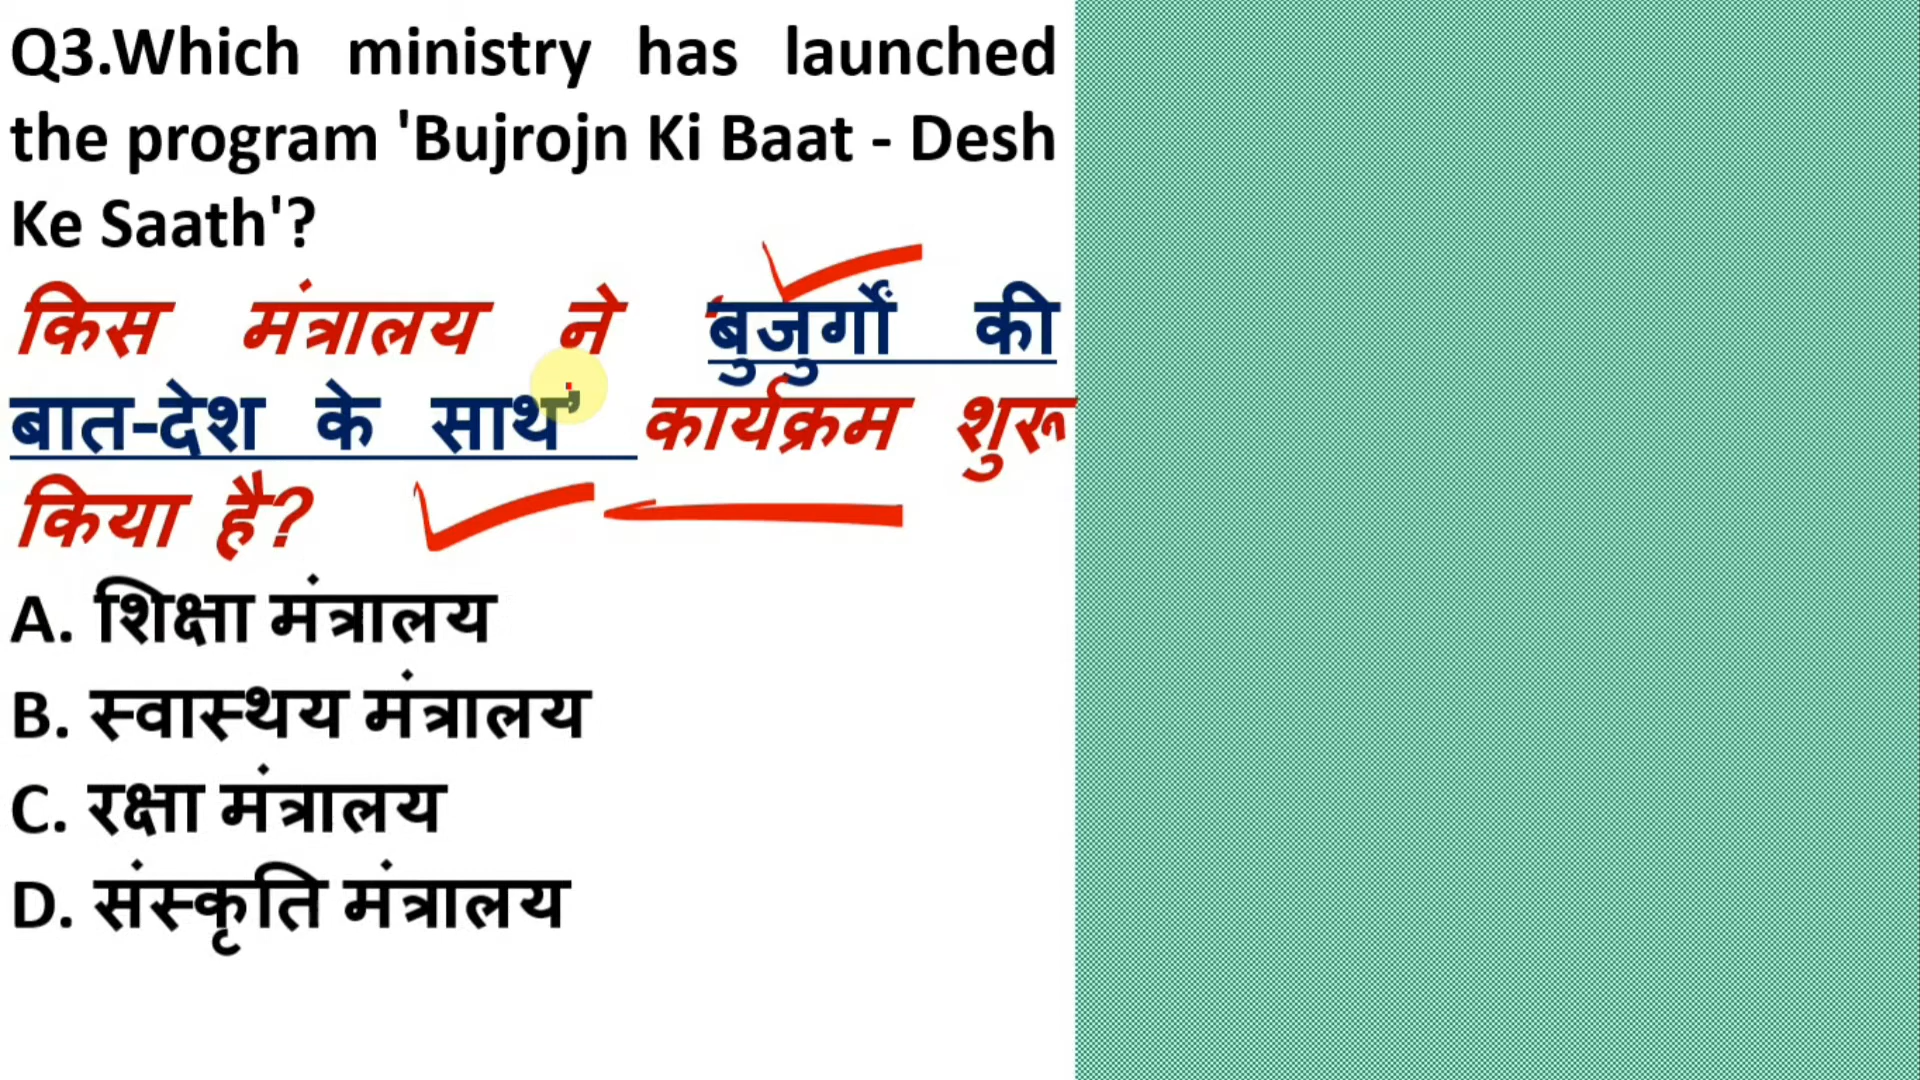 Q3.Which ministry has launched
the program 'Bujrojn Ki Baat - Desh
Ke Saath'?
किस मंत्रालय ने 'बुजुर्गों की
बात-देश के साथ' कार्यक्रम शुरू
किया है?
A. शिक्षा मंत्रालय
B. स्वास्थय मंत्रालय
C. रक्षा मंत्रालय
D. संस्कृति मंत्रालय